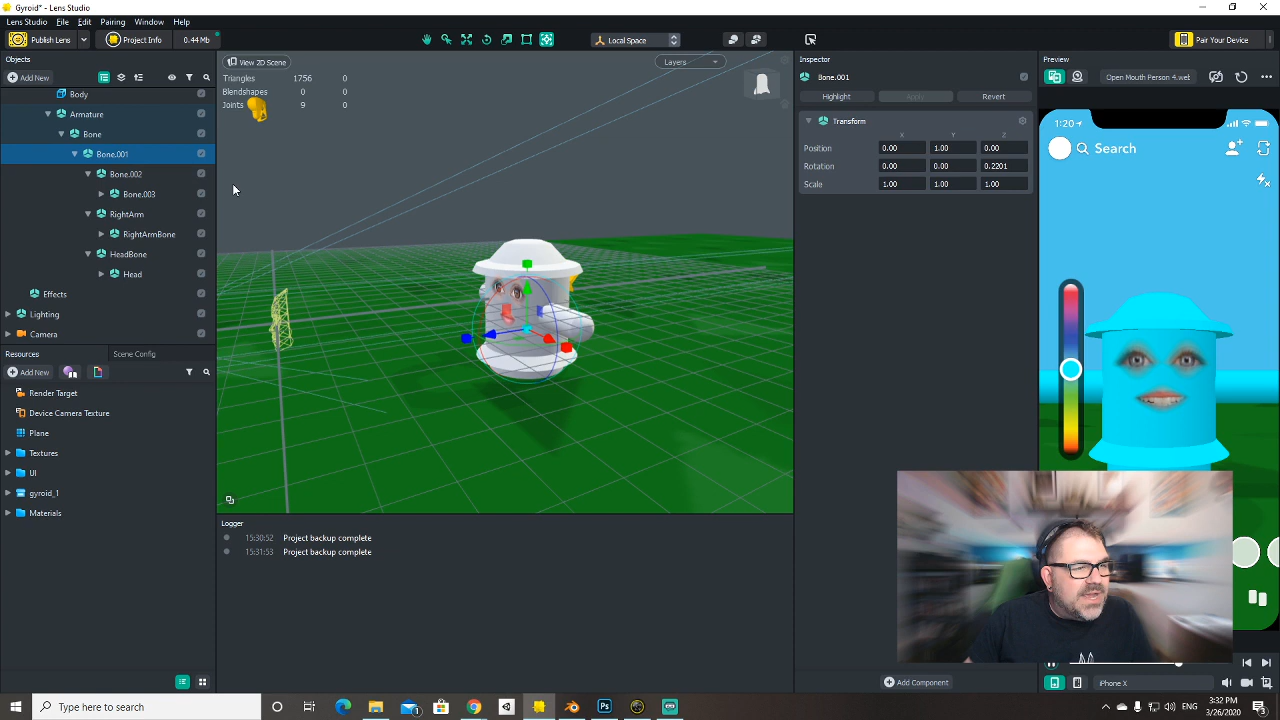 Gyroid* - Lens Studio
Lens Studio File Edit Pairing Window Help
Publish Lens Project Info 0.44 Mb Local Space Pair Your Device
Objects
Add New
Body
Armature
Bone
Bone.001
Bone.002
Bone.003
RightArm
RightArmBone
HeadBone
Head
Effects
Lighting
Camera
Resources Scene Config
Add New
Render Target
Device Camera Texture
Plane
Textures
UI
gyroid_1
Materials
View 2D Scene Layers
Triangles 1756 0
Blendshapes 0 0
Joints 9 0
Logger
15:30:52 Project backup complete
15:31:53 Project backup complete
Inspector
Bone.001
Highlight Apply Revert
Transform
X Y Z
Position 0.00 1.00 0.00
Rotation 0.00 0.00 0.2201
Scale 1.00 1.00 1.00
Add Component
Preview
Open Mouth Person 4.web
1:20
Search
iPhone X
Type here to search
1
Ps
ENG
3:32 PM
3/26/2020